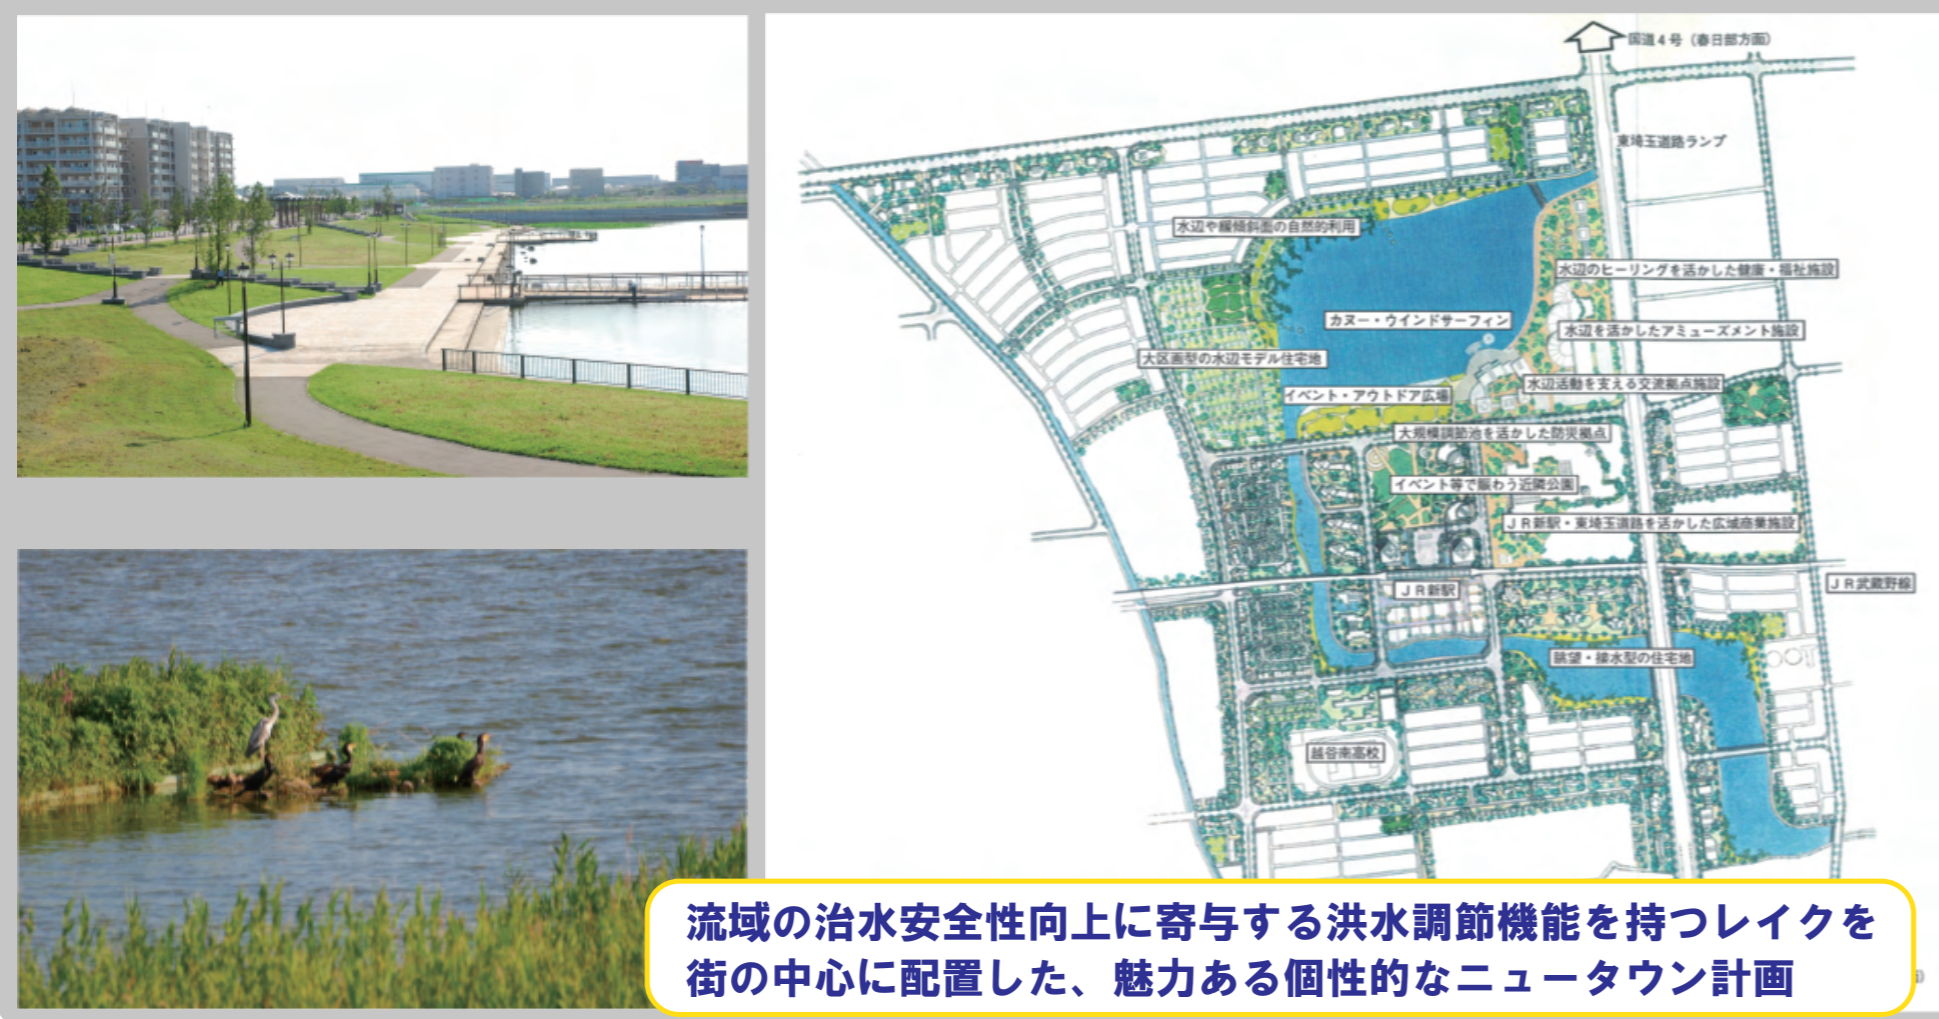 国道4号（春日部方面）
東埼玉道路ランプ
水辺や緩傾斜面の自然的利用
水辺のヒーリングを活かした健康・福祉施設
カヌー・ウインドサーフィン
水辺を活かしたアミューズメント施設
大区画型の水辺モデル住宅地
水辺活動を支える交流拠点施設
イベント・アウトドア広場
大規模調節池を活かした防災拠点
イベント等で賑わう近隣公園
ＪＲ新駅・東埼玉道路を活かした広域商業施設
ＪＲ武蔵野線
ＪＲ新駅
眺望・接水型の住宅地
越谷南高校
流域の治水安全性向上に寄与する洪水調節機能を持つレイクを
街の中心に配置した、魅力ある個性的なニュータウン計画